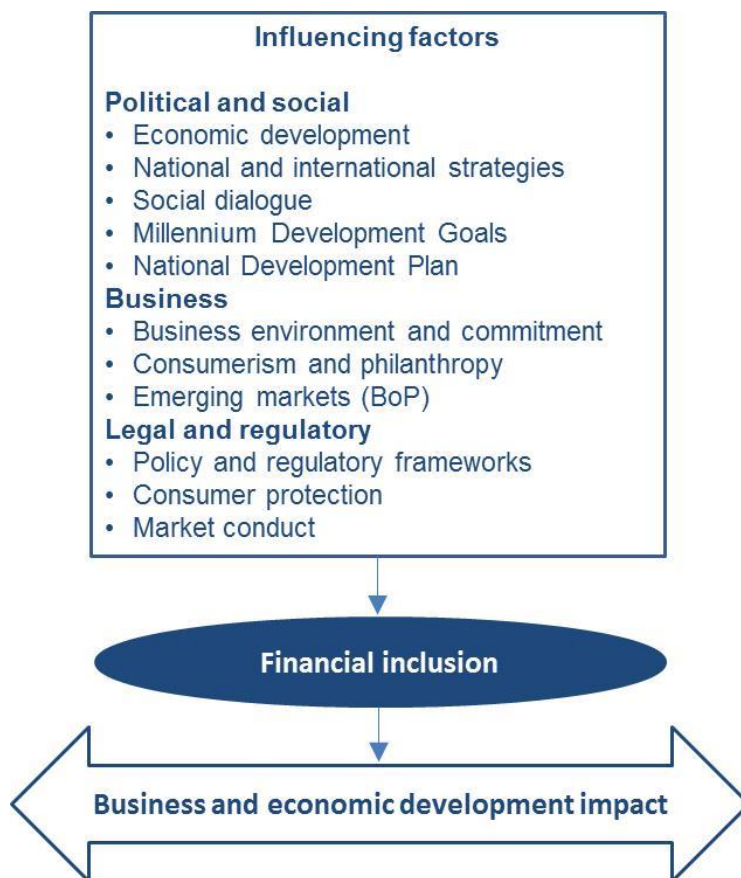 Influencing factors
Political and social
• Economic development
• National and international strategies
• Social dialogue
• Millennium Development Goals
• National Development Plan
Business
• Business environment and commitment
• Consumerism and philanthropy
• Emerging markets (BoP)
Legal and regulatory
• Policy and regulatory frameworks
• Consumer protection
• Market conduct
Financial inclusion
Business and economic development impact